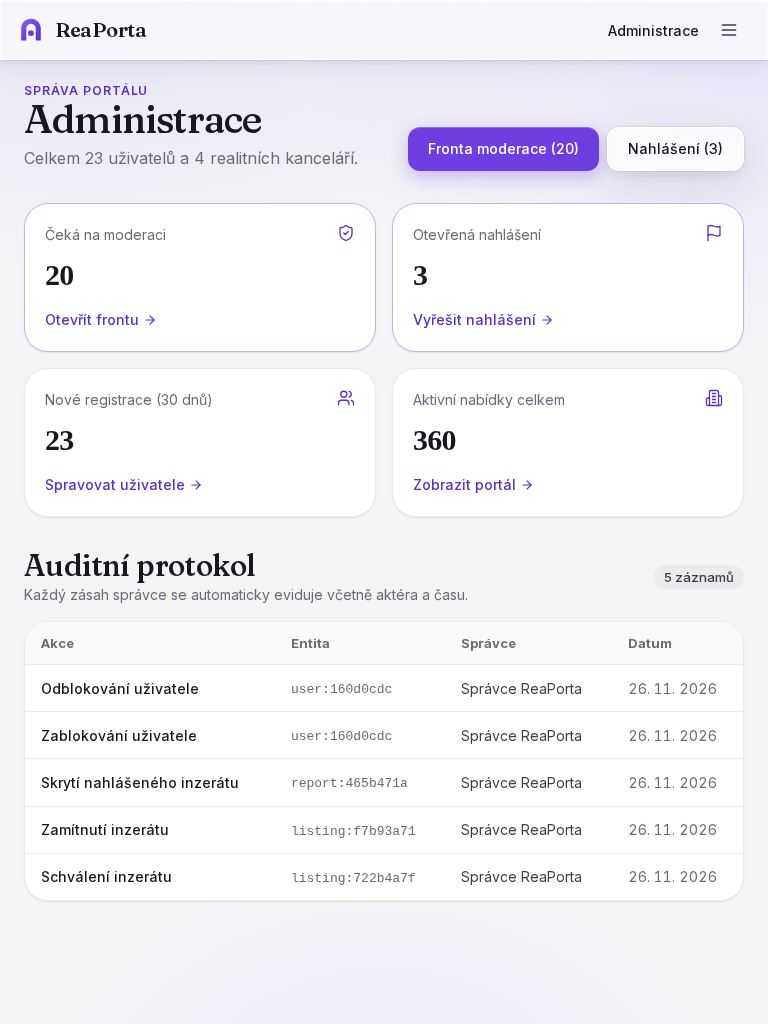 ReaPorta
Administrace
SPRÁVA PORTÁLU
Administrace
Celkem 23 uživatelů a 4 realitních kanceláří.
Fronta moderace (20)
Nahlášení (3)
Čeká na moderaci
20
Otevřít frontu →
Otevřená nahlášení
3
Vyřešit nahlášení →
Nové registrace (30 dnů)
23
Spravovat uživatele →
Aktivní nabídky celkem
360
Zobrazit portál →
Auditní protokol
Každý zásah správce se automaticky eviduje včetně aktéra a času.
5 záznamů
Akce Entita Správce Datum
Odblokování uživatele user:160d0cdc Správce ReaPorta 26. 11. 2026
Zablokování uživatele user:160d0cdc Správce ReaPorta 26. 11. 2026
Skrytí nahlášeného inzerátu report:465b471a Správce ReaPorta 26. 11. 2026
Zamítnutí inzerátu listing:f7b93a71 Správce ReaPorta 26. 11. 2026
Schválení inzerátu listing:722b4a7f Správce ReaPorta 26. 11. 2026